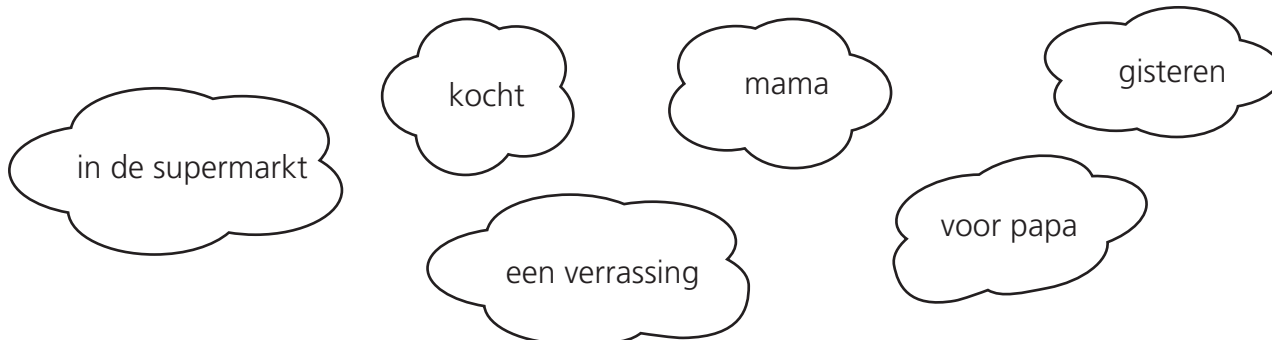 in de supermarkt
kocht
mama
gisteren
een verrassing
voor papa